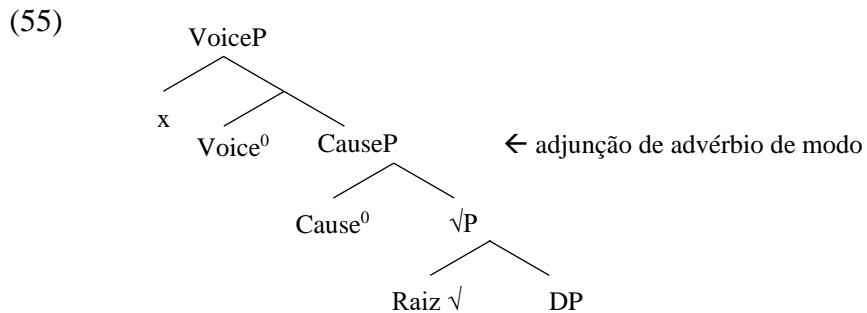 (55)
VoiceP
x
Voice⁰ CauseP ← adjunção de advérbio de modo
Cause⁰ √P
Raiz √ DP